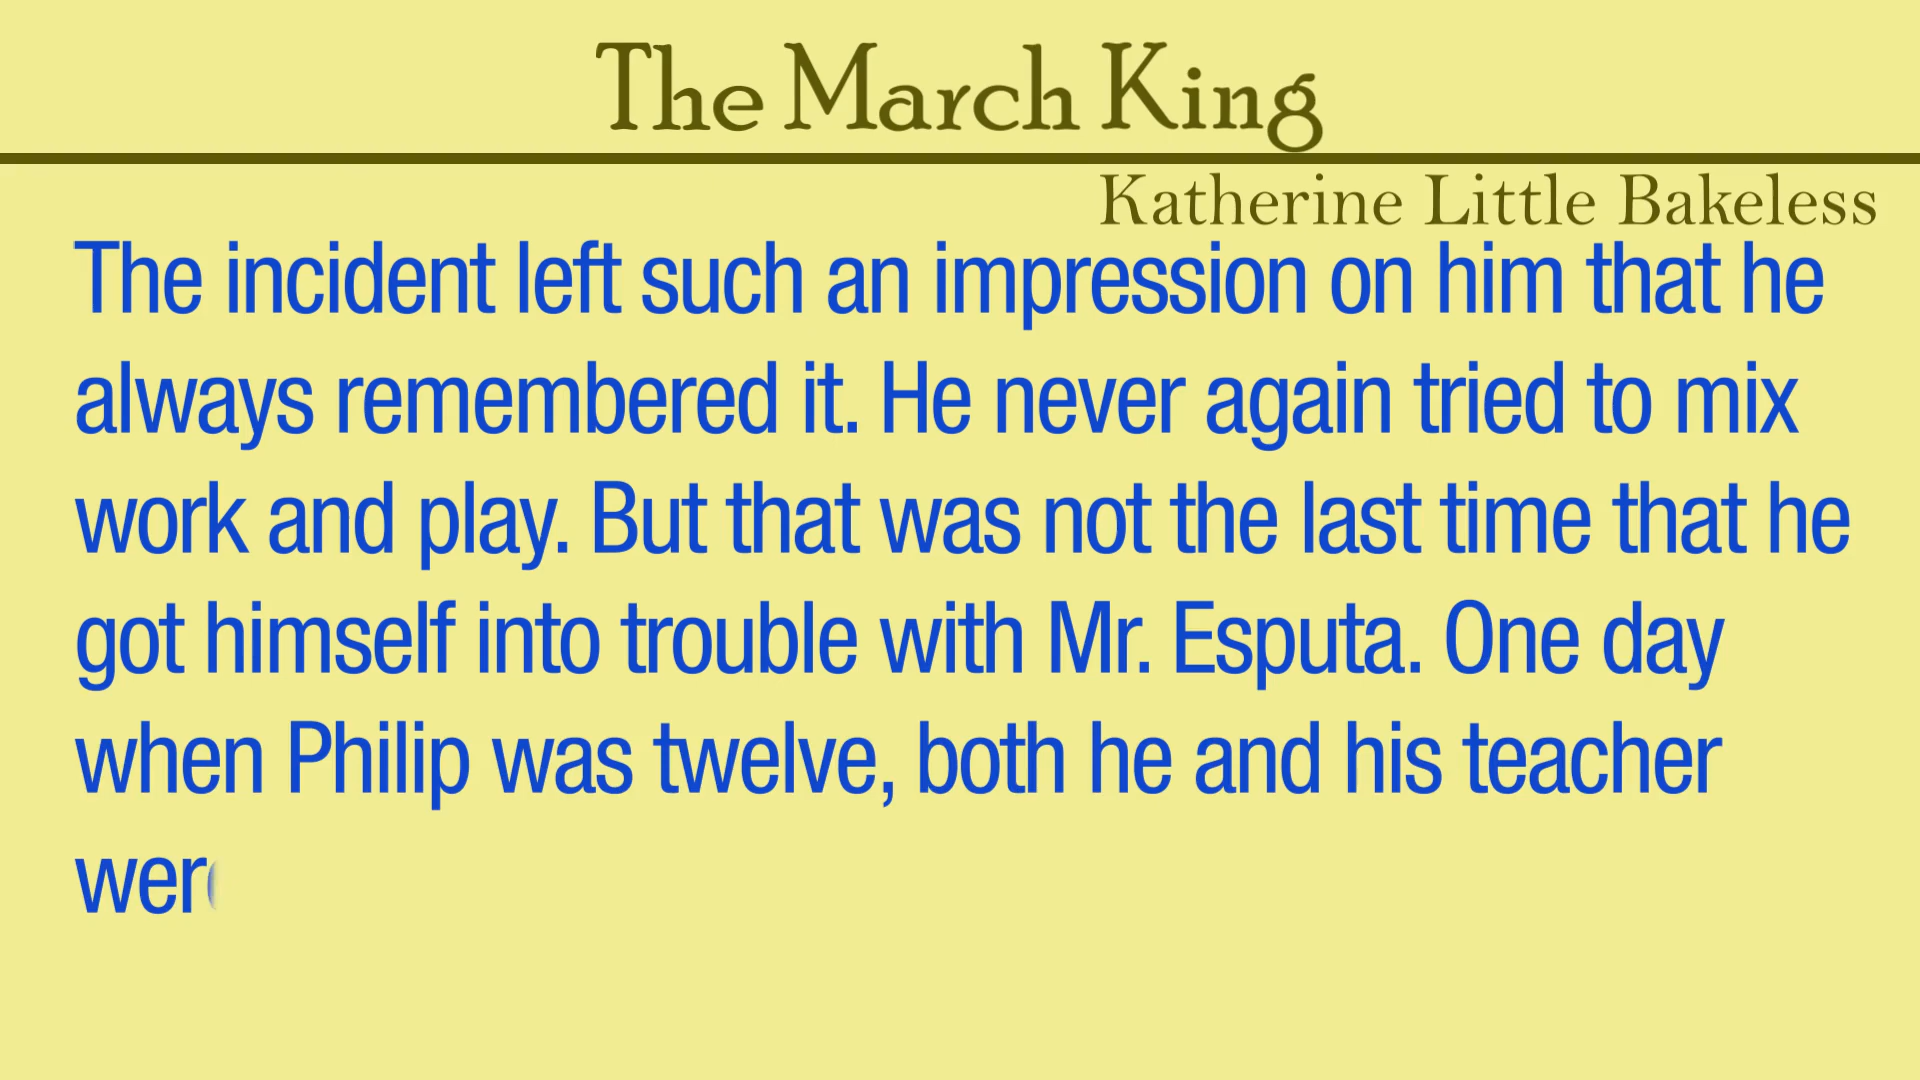 The March King
Katherine Little Bakeless
The incident left such an impression on him that he
always remembered it. He never again tried to mix
work and play. But that was not the last time that he
got himself into trouble with Mr. Esputa. One day
when Philip was twelve, both he and his teacher
wer